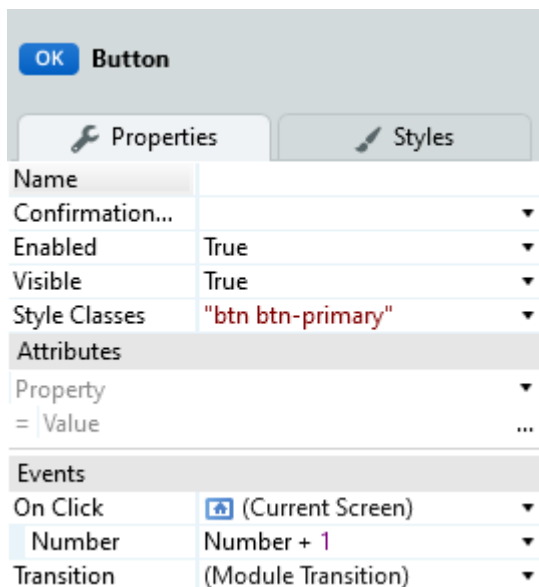 OK Button
Properties Styles
Name
Confirmation...
Enabled True
Visible True
Style Classes "btn btn-primary"
Attributes
Property
= Value ...
Events
On Click (Current Screen)
Number Number + 1
Transition (Module Transition)